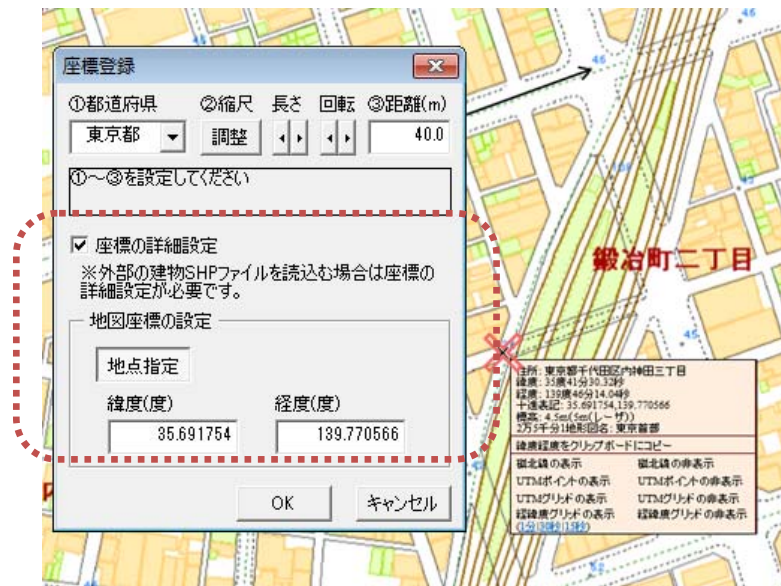 座標登録
①都道府県 ②縮尺 長さ 回転 ③距離(m)
東京都 調整 40.0
①～③を設定してください
座標の詳細設定
※外部の建物SHPファイルを読込む場合は座標の
詳細設定が必要です。
地図座標の設定
地点指定
緯度(度) 経度(度)
35.691754 139.770566
OK キャンセル
46
46
鍛冶町二丁目
45
住所: 東京都千代田区内神田三丁目
緯度: 35度41分30.32秒
経度: 139度46分14.04秒
十進表記: 35.691754,139.770566
標高: 4.5m(5m(レーザ))
2万5千分1地形図名: 東京首部
緯度経度をクリップボードにコピー
磁北線の表示 磁北線の非表示
UTMポイントの表示 UTMポイントの非表示
UTMグリッドの表示 UTMグリッドの非表示
経緯度グリッドの表示 経緯度グリッドの非表示
(1分|30秒|15秒)